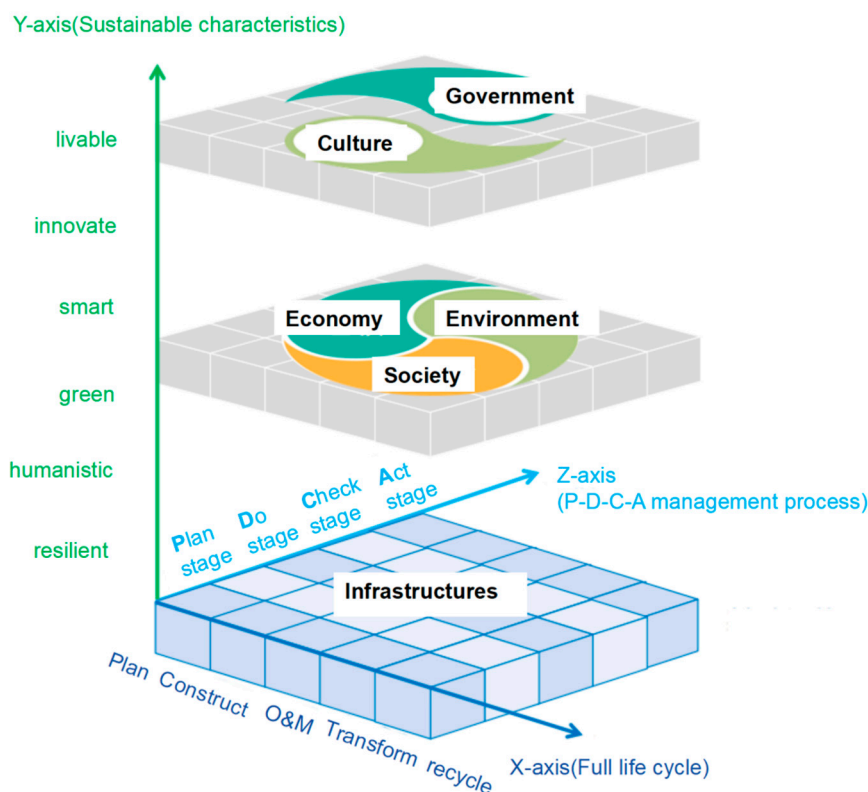 Y-axis(Sustainable characteristics)
Government
livable
Culture
innovate
smart
Economy
Environment
Society
green
humanistic
resilient
Plan
stage
Do
stage
Check
stage
Act
stage
Z-axis
(P-D-C-A management process)
Infrastructures
Plan Construct O&M Transform recycle
X-axis(Full life cycle)